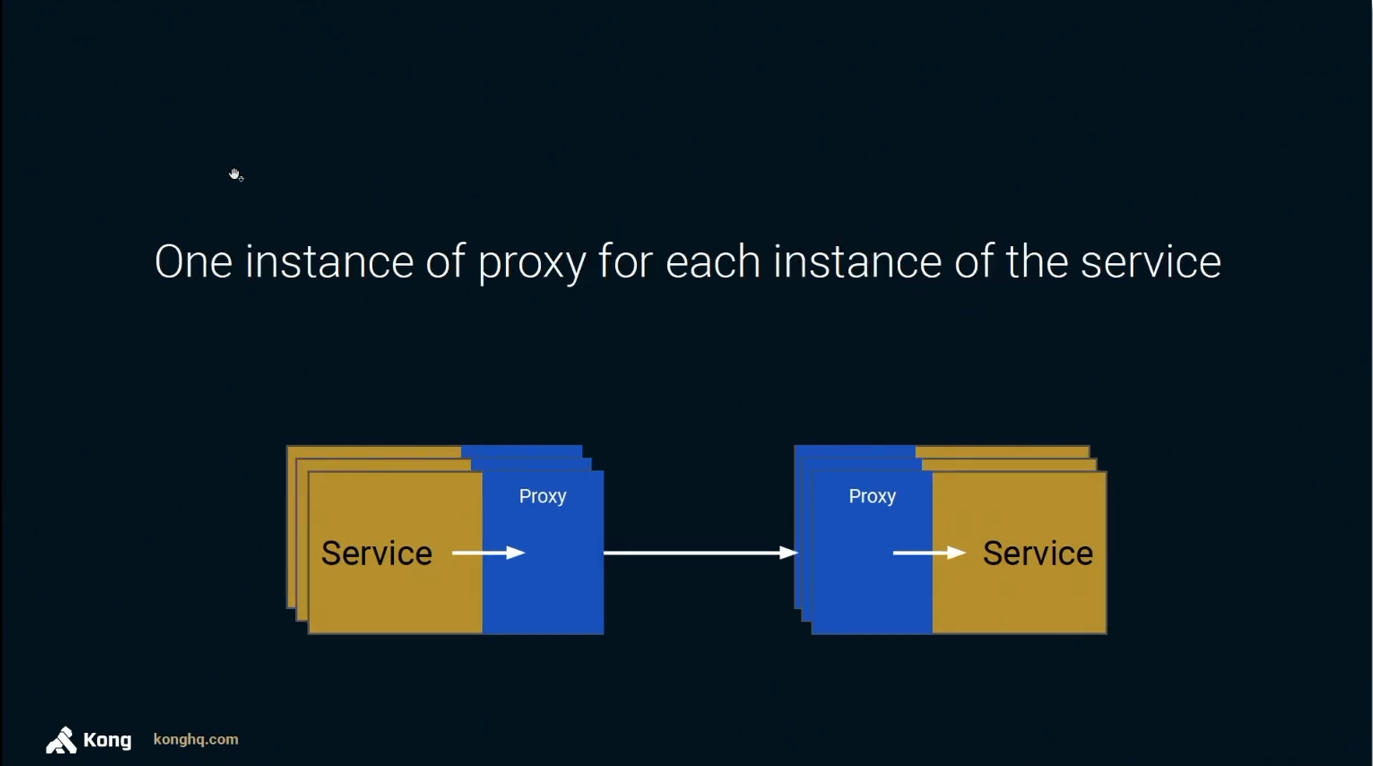 One instance of proxy for each instance of the service
Proxy
Proxy
Service
Service
Kong konghq.com